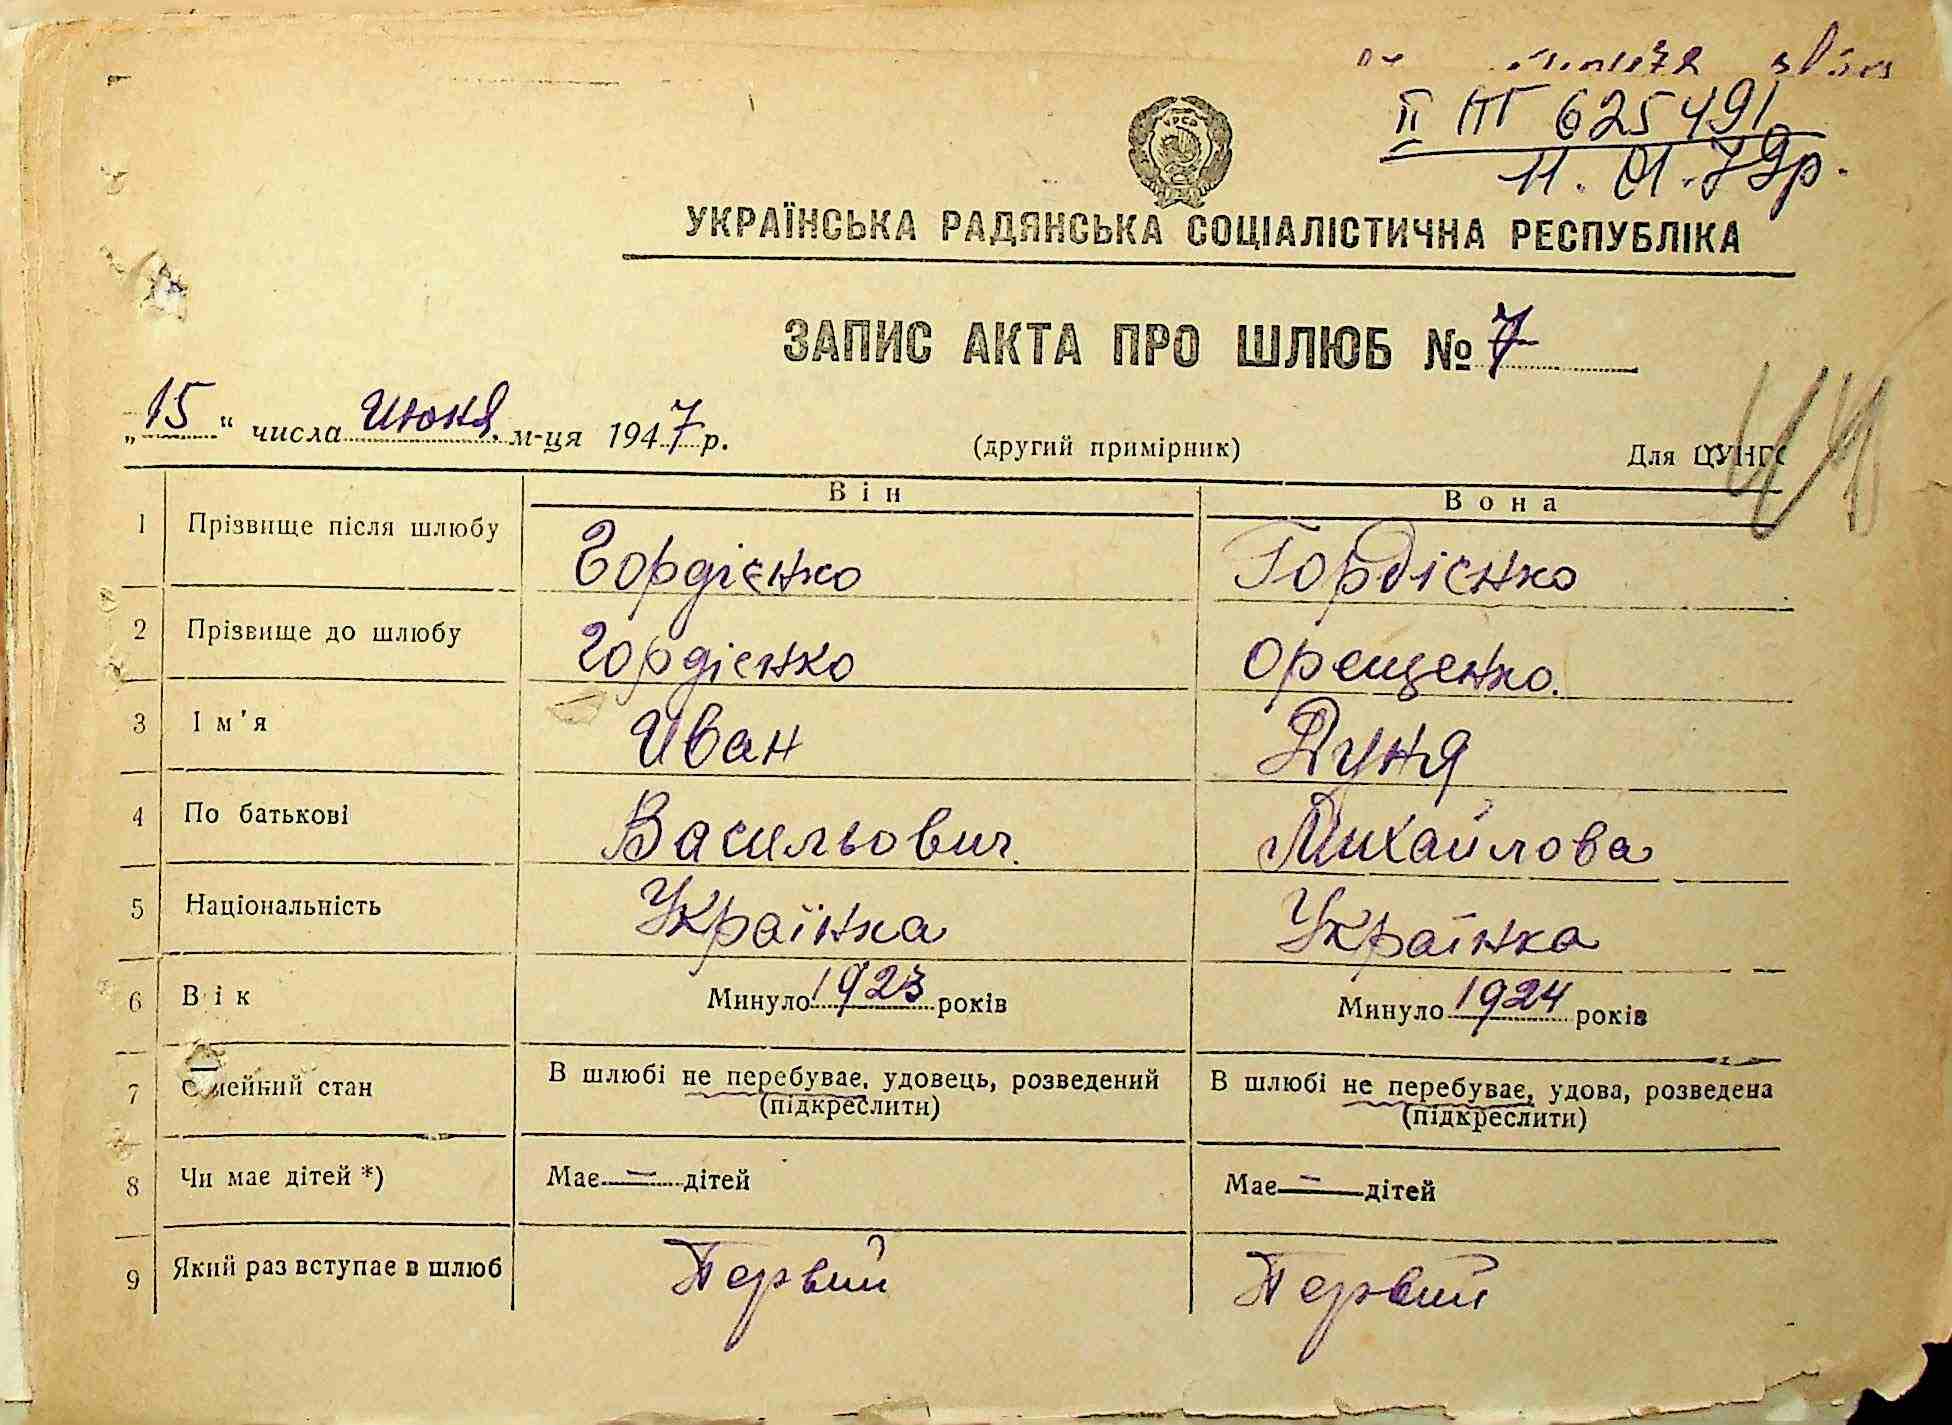 II НГ 625491
11.01.79р.
УРСР
УКРАЇНСЬКА РАДЯНСЬКА СОЦІАЛІСТИЧНА РЕСПУБЛІКА
ЗАПИС АКТА ПРО ШЛЮБ № 7
„15“ числа Июня м-ця 1947 р.
(другий примірник)
Для ЦУНГО
Він
Вона
1 Прізвище після шлюбу Гордієнко Гордієнко
2 Прізвище до шлюбу Гордієнко Орещенко.
3 Ім'я Иван Дуня
4 По батькові Васильович. Михайлова
5 Національність Українка Українка
6 Вік Минуло 1923 років Минуло 1924 років
7 Сімейний стан В шлюбі не перебуває, удовець, розведений В шлюбі не перебуває, удова, розведена
(підкреслити) (підкреслити)
8 Чи має дітей *) Має — дітей Має — дітей
9 Який раз вступає в шлюб Первий Первий